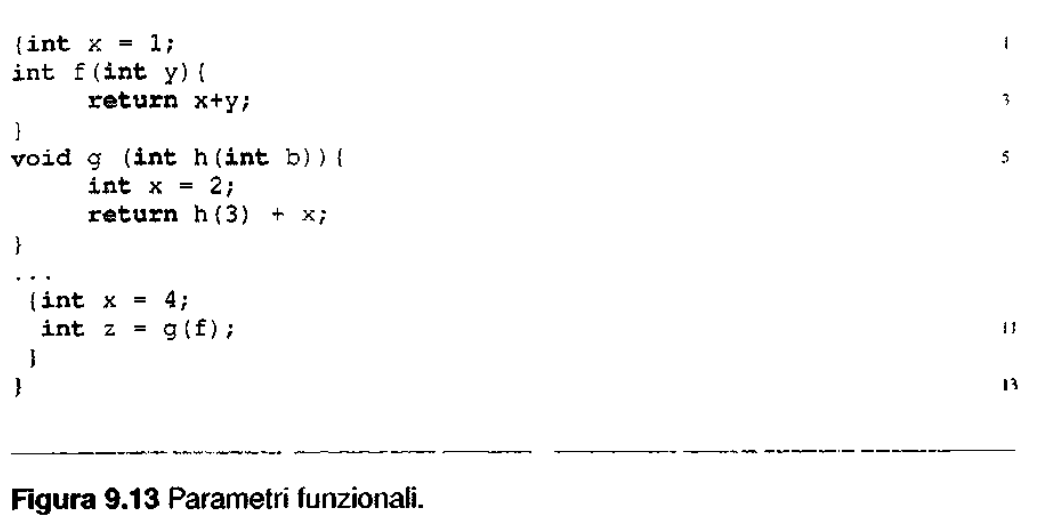 {int x = 1; 1
int f(int y){
return x+y; 3
}
void g (int h(int b)){ 5
int x = 2;
return h(3) + x;
}
...
{int x = 4;
int z = g(f); 11
}
} 13
Figura 9.13 Parametri funzionali.